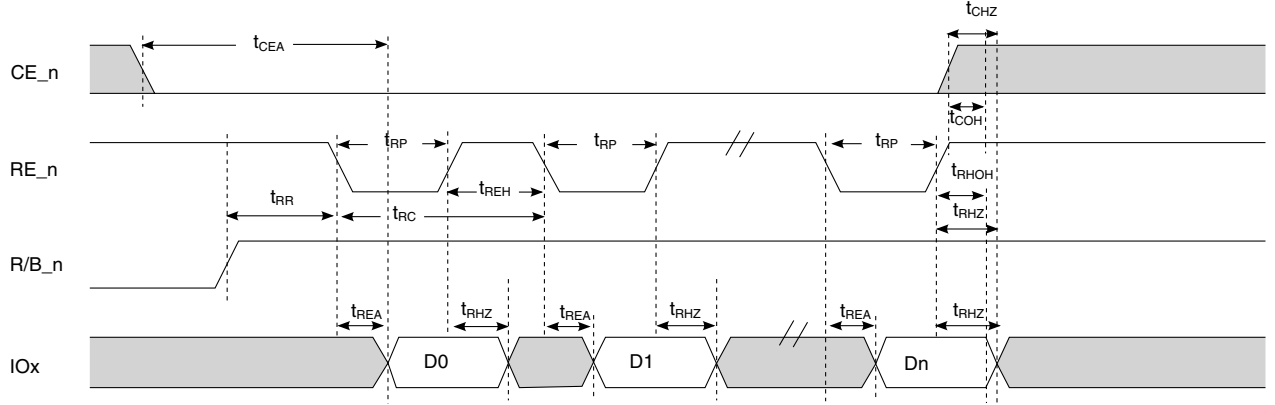 tCHZ
tCEA
CE_n
tCOH
tRP tRP tRP
RE_n
tREH tRHOH
tRR tRC tRHZ
R/B_n
tREA tRHZ tREA tRHZ tREA tRHZ
IOx D0 D1 Dn